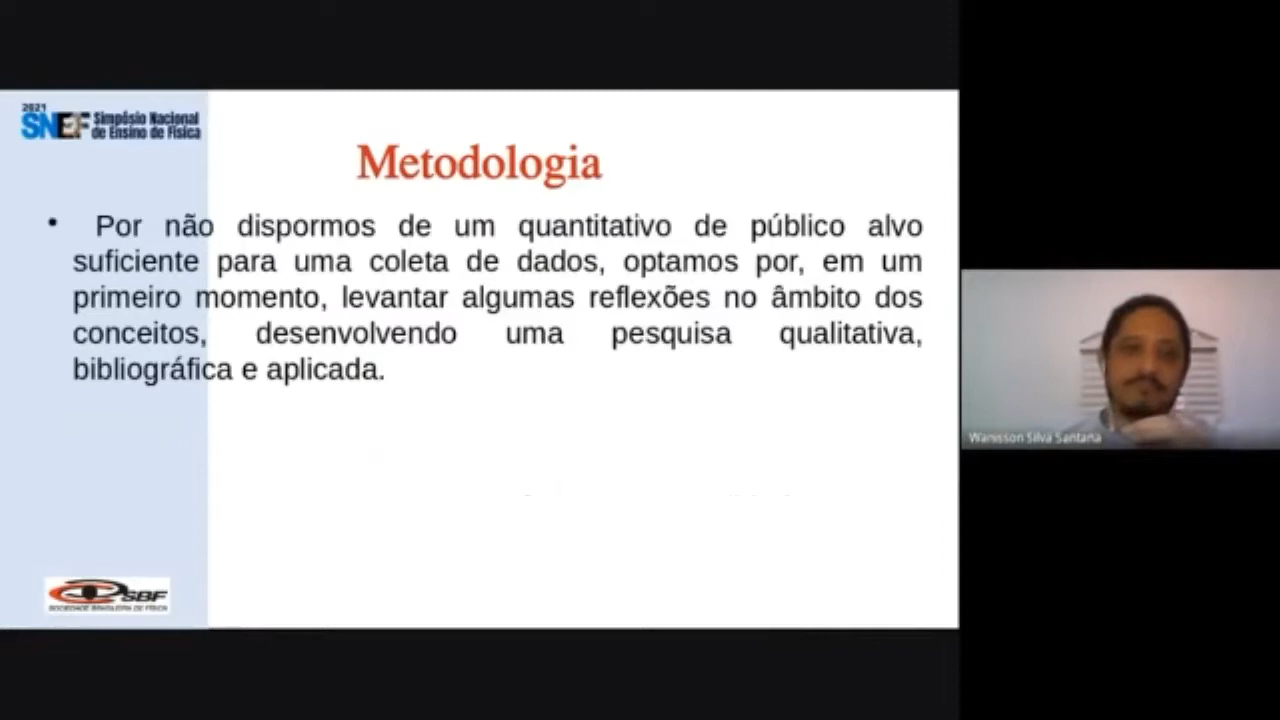 2021
SNEF Simpósio Nacional
de Ensino de Física
Metodologia
• Por não dispormos de um quantitativo de público alvo
suficiente para uma coleta de dados, optamos por, em um
primeiro momento, levantar algumas reflexões no âmbito dos
conceitos, desenvolvendo uma pesquisa qualitativa,
bibliográfica e aplicada.
Wanisson Silva Santana
SBF
SOCIEDADE BRASILEIRA DE FÍSICA